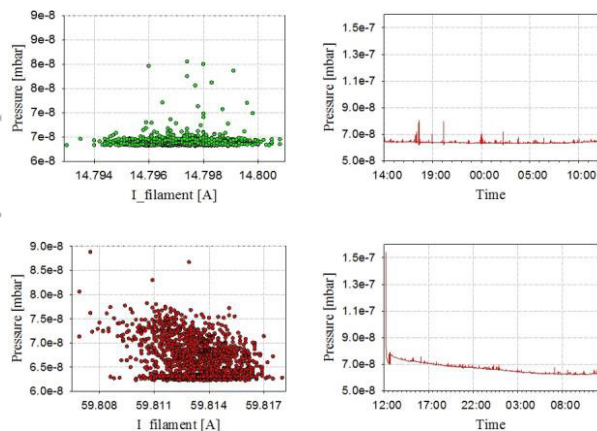 9e-8
8e-8
8e-8
7e-8
7e-8
6e-8
Pressure [mbar]
14.794 14.796 14.798 14.800
I_filament [A]
1.5e-7
1.3e-7
1.1e-7
9.0e-8
7.0e-8
5.0e-8
Pressure [mbar]
14:00 19:00 00:00 05:00 10:00
Time
9.0e-8
8.5e-8
8.0e-8
7.5e-8
7.0e-8
6.5e-8
6.0e-8
Pressure [mbar]
59.808 59.811 59.814 59.817
I_filament [A]
1.5e-7
1.3e-7
1.1e-7
9.0e-8
7.0e-8
5.0e-8
Pressure [mbar]
12:00 17:00 22:00 03:00 08:00
Time